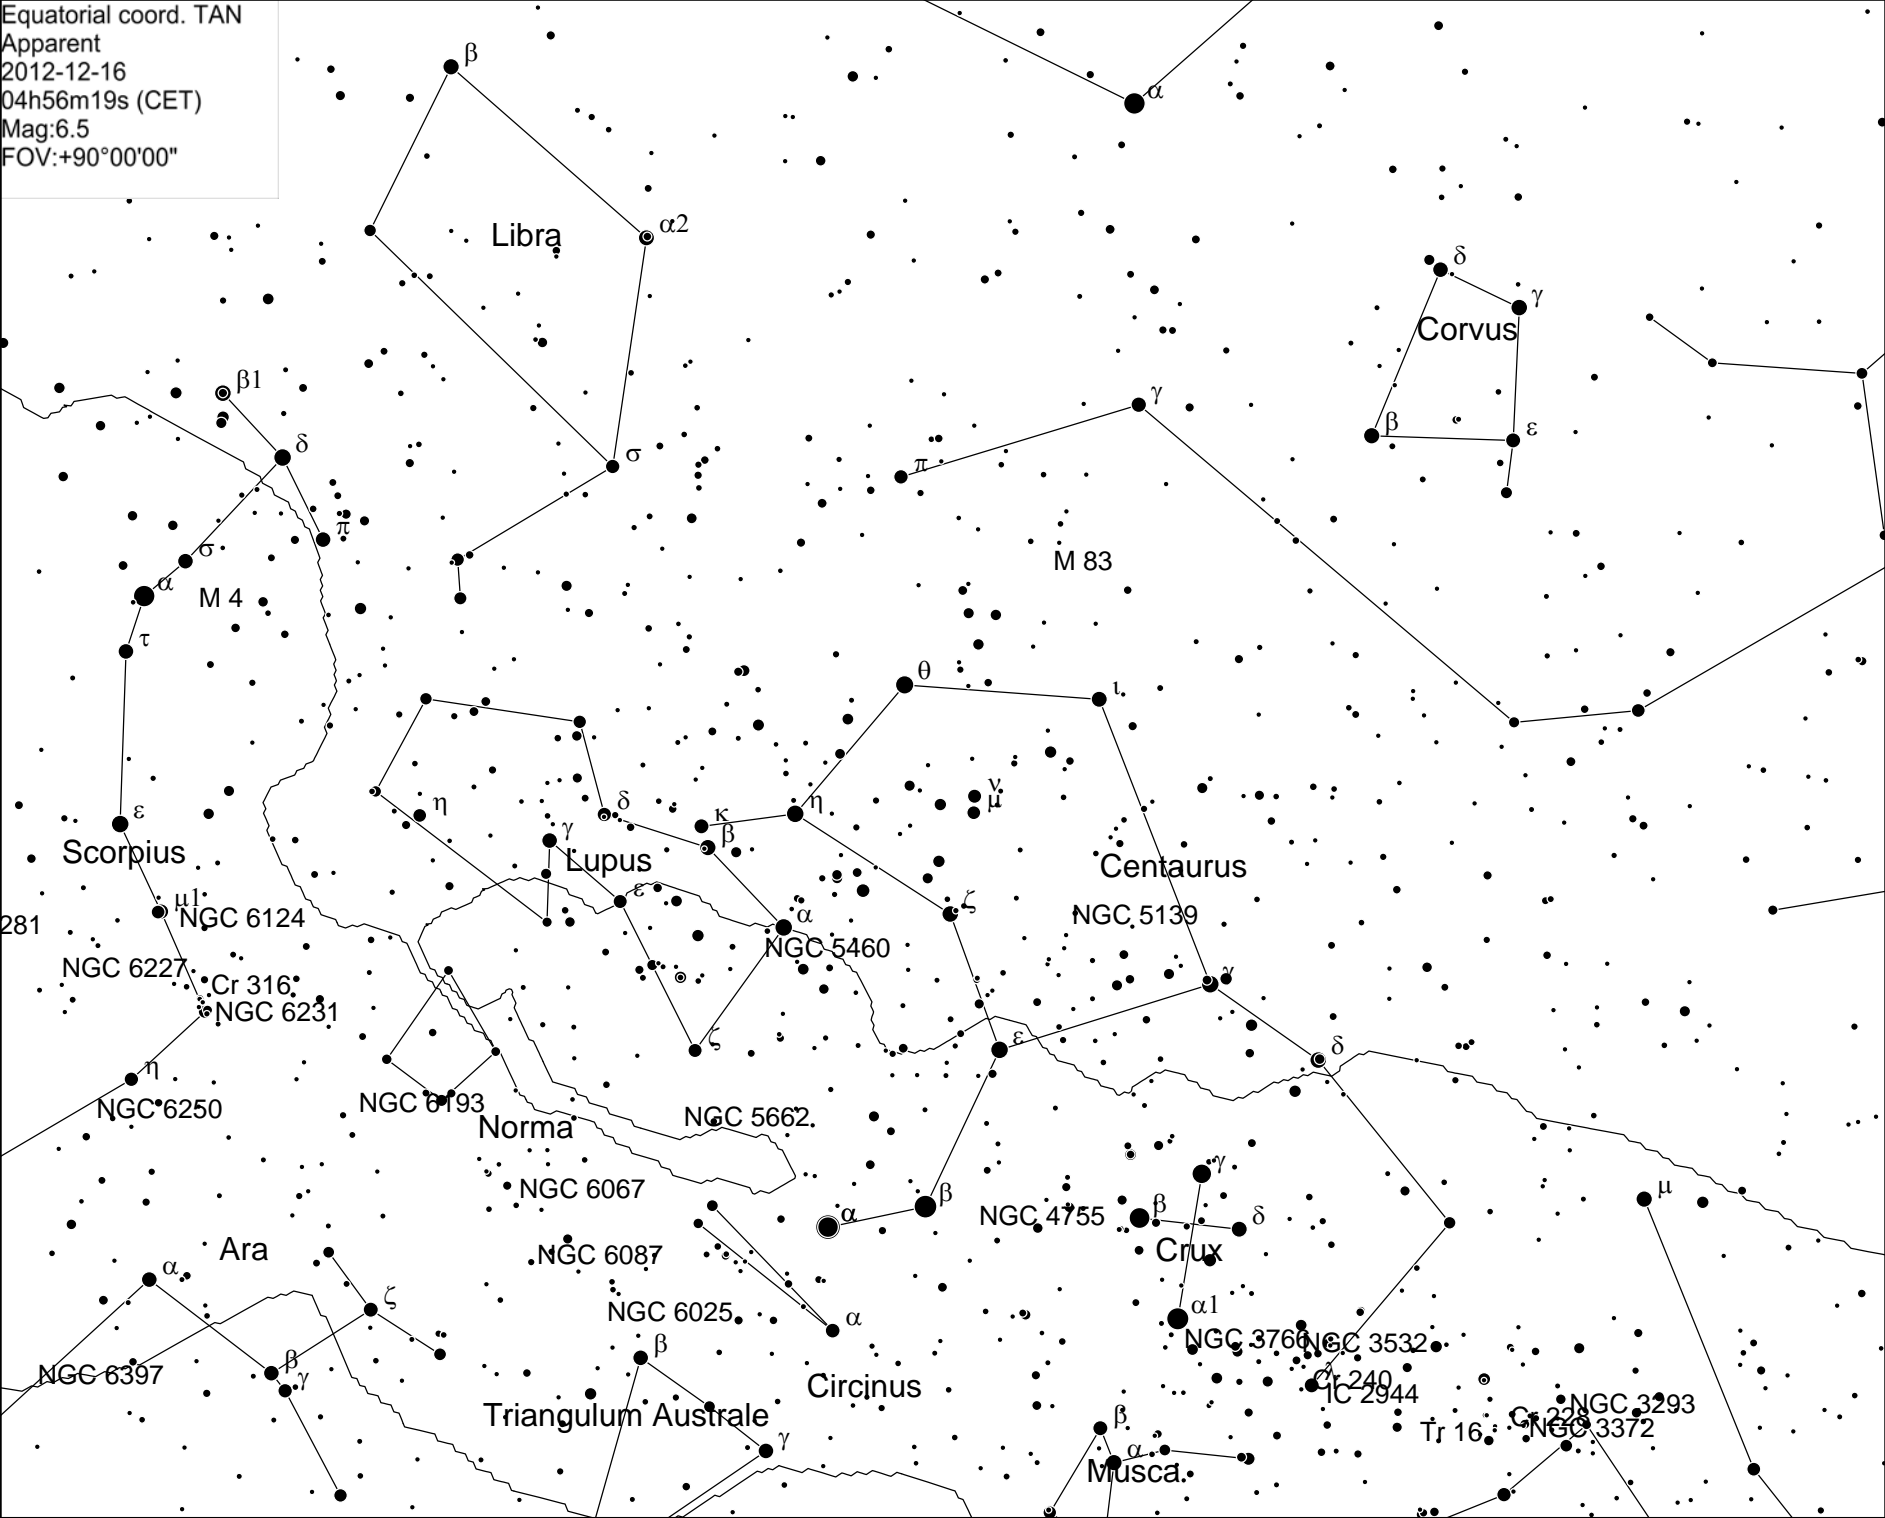 Equatorial coord. TAN
Apparent
2012-12-16
04h56m19s (CET)
Mag:6.5
FOV:+90°00'00"
β
α
α2
Libra
δ
γ
Corvus
β1
γ
β
ε
δ
σ
π
π
σ
M 83
α
M 4
τ
θ
ι
ν
μ
η
δ
κ
η
ε
γ
β
Scorpius
Lupus
Centaurus
μ1
ε
ζ
NGC 6124
α
NGC 5139
281
NGC 5460
NGC 6227
γ
Cr 316
NGC 6231
ζ
ε
δ
η
NGC 6250
NGC 6193
NGC 5662
Norma
γ
NGC 6067
μ
β
α
NGC 4755
β
δ
Ara
NGC 6087
Crux
α
ζ
NGC 6025
α
α1
NGC 3766
NGC 3532
β
β
NGC 6397
γ
Circinus
Cr 240
λ
IC 2944
NGC 3293
Triangulum Australe
β
Cr 228
Tr 16
NGC 3372
γ
α
Musca